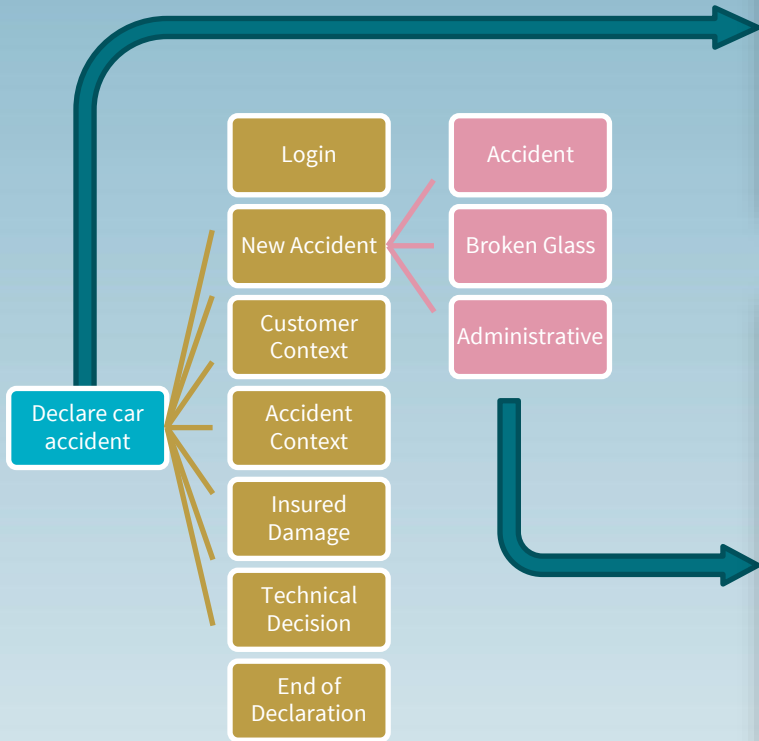 Declare car
accident
Login
New Accident
Customer
Context
Accident
Context
Insured
Damage
Technical
Decision
End of
Declaration
Accident
Broken Glass
Administrative